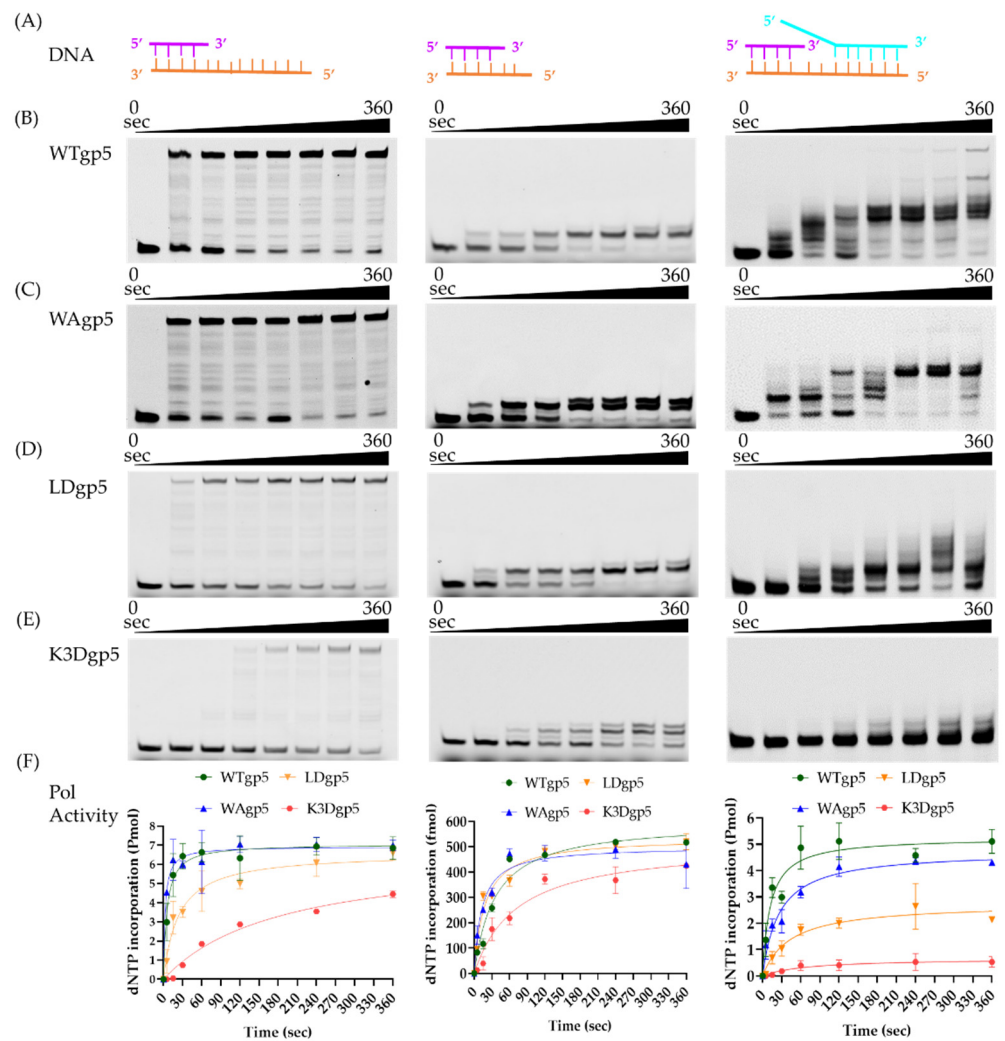 (A)
DNA
5′ 3′
3′ 5′
5′ 3′
3′ 5′
5′
5′ 3′ 3′
3′ 5′
(B)
WTgp5
0 360
sec
0 360
sec
0 360
sec
(C)
WAgp5
0 360
sec
0 360
sec
0 360
sec
(D)
LDgp5
0 360
sec
0 360
sec
0 360
sec
(E)
K3Dgp5
0 360
sec
0 360
sec
0 360
sec
(F)
Pol
Activity
WTgp5 LDgp5
WAgp5 K3Dgp5
dNTP incorporation (Pmol)
8
7
6
5
4
3
2
1
0
0 30 60 90 120 150 180 210 240 270 300 330 360
Time (sec)
WTgp5 LDgp5
WAgp5 K3Dgp5
dNTP incorporation (fmol)
600
500
400
300
200
100
0
0 30 60 90 120 150 180 210 240 270 300 330 360
Time (sec)
WTgp5 LDgp5
WAgp5 K3Dgp5
dNTP incorporation (Pmol)
6
5
4
3
2
1
0
0 30 60 90 120 150 180 210 240 270 300 330 360
Time (sec)